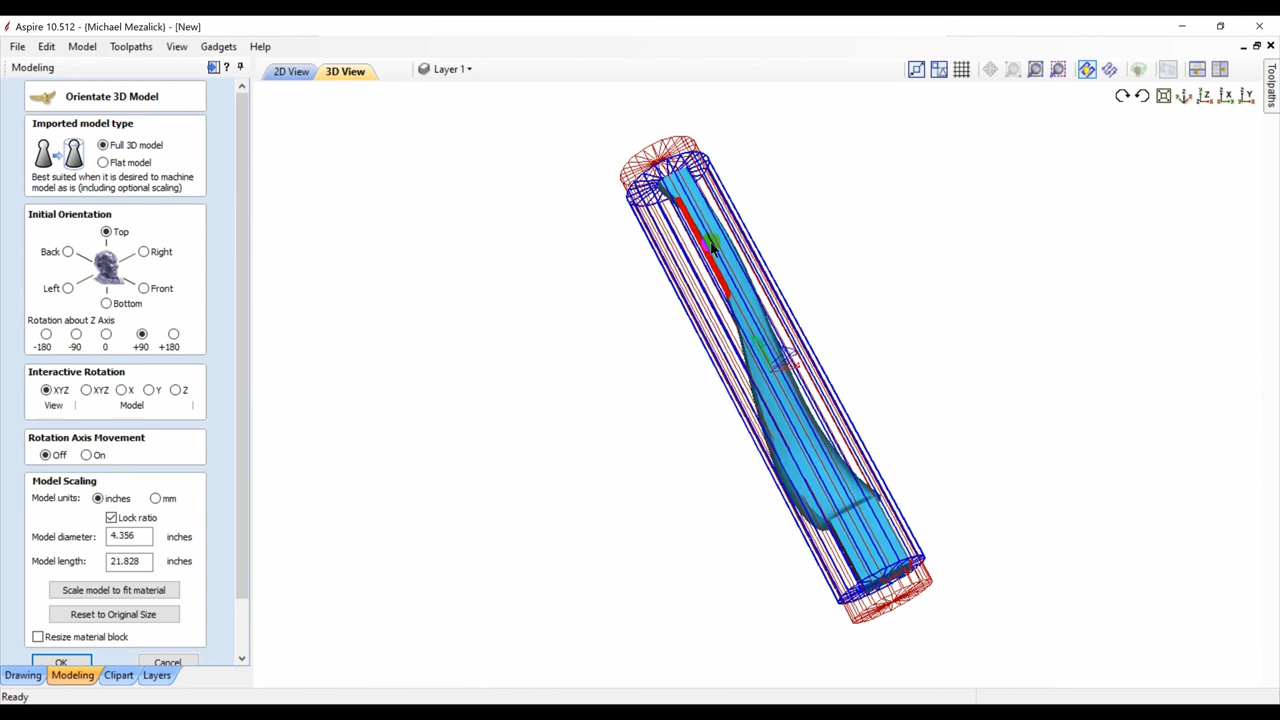 Aspire 10.512 - {Michael Mezalick} - [New]
File Edit Model Toolpaths View Gadgets Help
Modeling
2D View 3D View Layer 1
Toolpaths
Orientate 3D Model
Imported model type
Full 3D model
Flat model
Best suited when it is desired to machine
model as is (including optional scaling)
Initial Orientation
Top
Back Right
Left Front
Bottom
Rotation about Z Axis
-180 -90 0 +90 +180
Interactive Rotation
XYZ XYZ X Y Z
View | Model |
Rotation Axis Movement
Off On
Model Scaling
Model units: inches mm
Lock ratio
Model diameter: 4.356 inches
Model length: 21.828 inches
Scale model to fit material
Reset to Original Size
Resize material block
OK Cancel
Drawing Modeling Clipart Layers
Ready